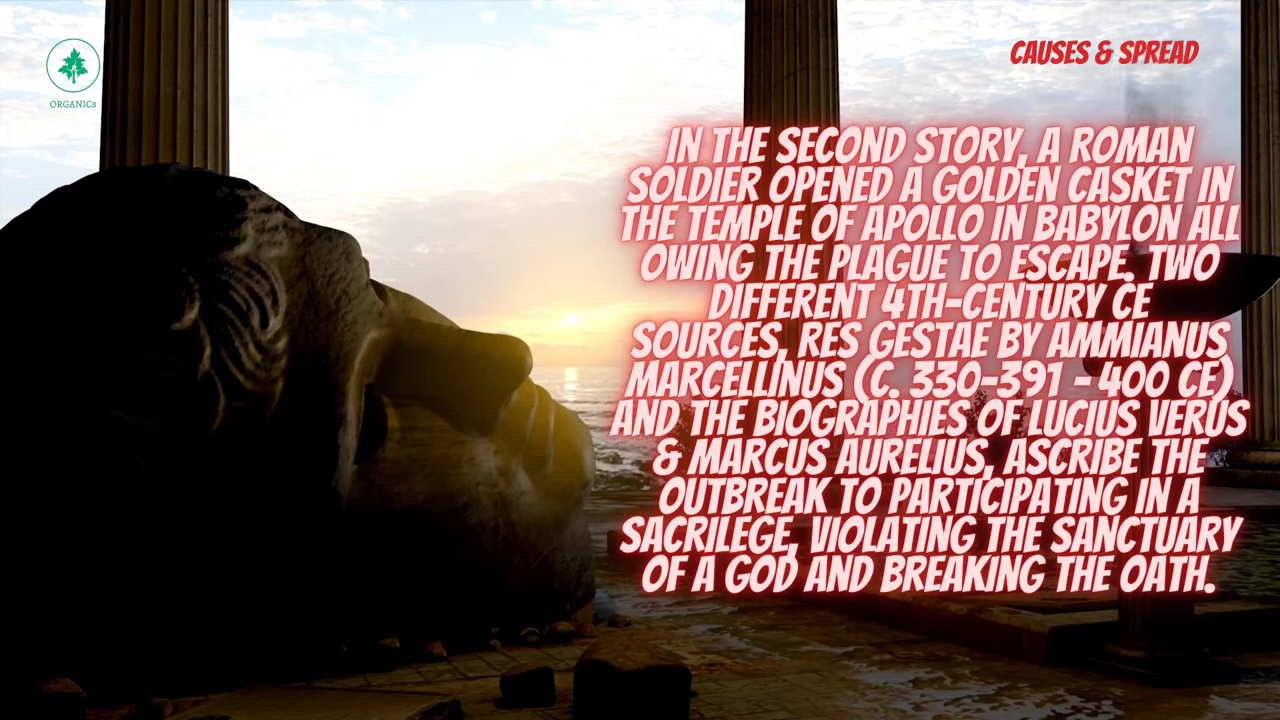 ORGANICs
CAUSES & SPREAD
IN THE SECOND STORY, A ROMAN
SOLDIER OPENED A GOLDEN CASKET IN
THE TEMPLE OF APOLLO IN BABYLON ALL
OWING THE PLAGUE TO ESCAPE. TWO
DIFFERENT 4TH-CENTURY CE
SOURCES, RES GESTAE BY AMMIANUS
MARCELLINUS (C. 330-391 - 400 CE)
AND THE BIOGRAPHIES OF LUCIUS VERUS
& MARCUS AURELIUS, ASCRIBE THE
OUTBREAK TO PARTICIPATING IN A
SACRILEGE, VIOLATING THE SANCTUARY
OF A GOD AND BREAKING THE OATH.